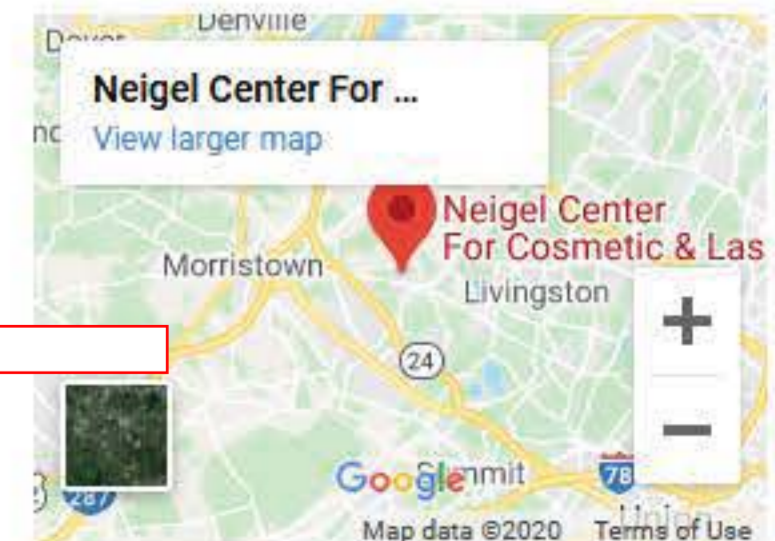 Denville
Dover
Neigel Center For ...
View larger map
Neigel Center
For Cosmetic & Las
Morristown
Livingston
24
Google
78
287
Map data ©2020
Terms of Use